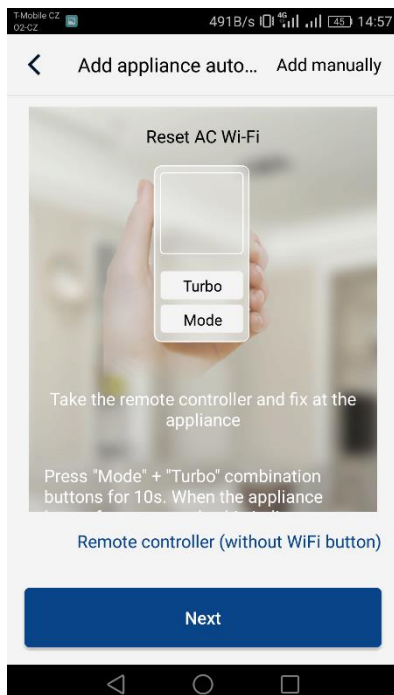 T-Mobile CZ
O2-CZ
491B/s 4G 45 14:57
Add appliance auto... Add manually
Reset AC Wi-Fi
Turbo
Mode
Take the remote controller and fix at the
appliance
Press "Mode" + "Turbo" combination
buttons for 10s. When the appliance
Remote controller (without WiFi button)
Next